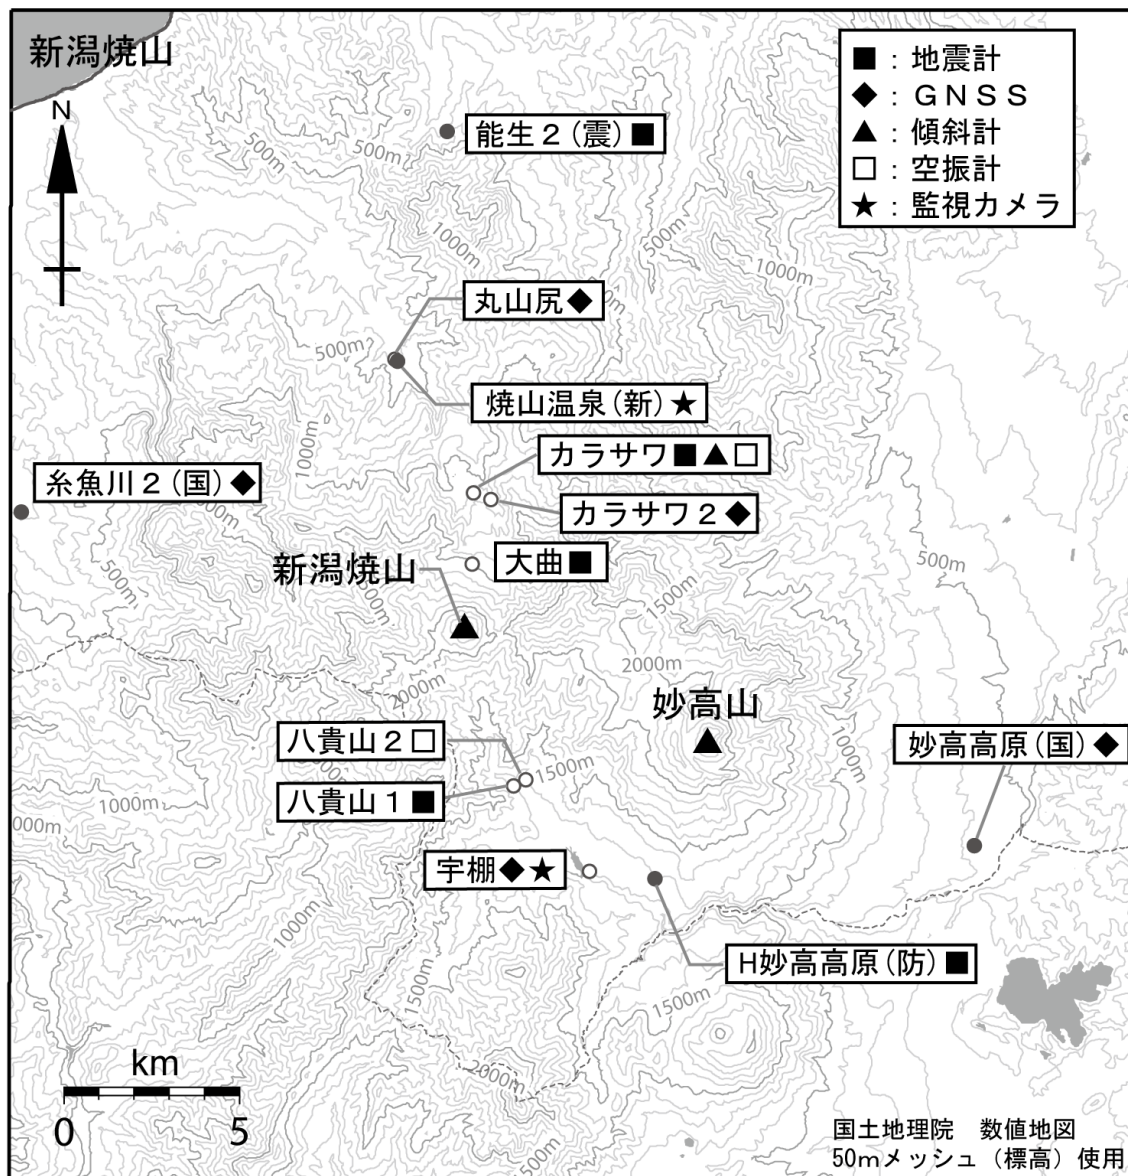 新潟焼山
■：地震計
◆：ＧＮＳＳ
▲：傾斜計
□：空振計
★：監視カメラ
N
能生２(震)■
500m
500m
1000m
500m
1000m
丸山尻◆
500m
焼山温泉(新)★
1000m
カラサワ■▲□
糸魚川２(国)◆
カラサワ２◆
大曲■
新潟焼山
500m
500m
1500m
2000m
2000m
妙高山
1000m
八貴山２□
妙高高原(国)◆
1500m
八貴山１■
1000m
000m
宇棚◆★
1000m
H妙高高原(防)■
1500m
1500m
km
2000m
0 5
1500m
国土地理院　数値地図
50mメッシュ（標高）使用